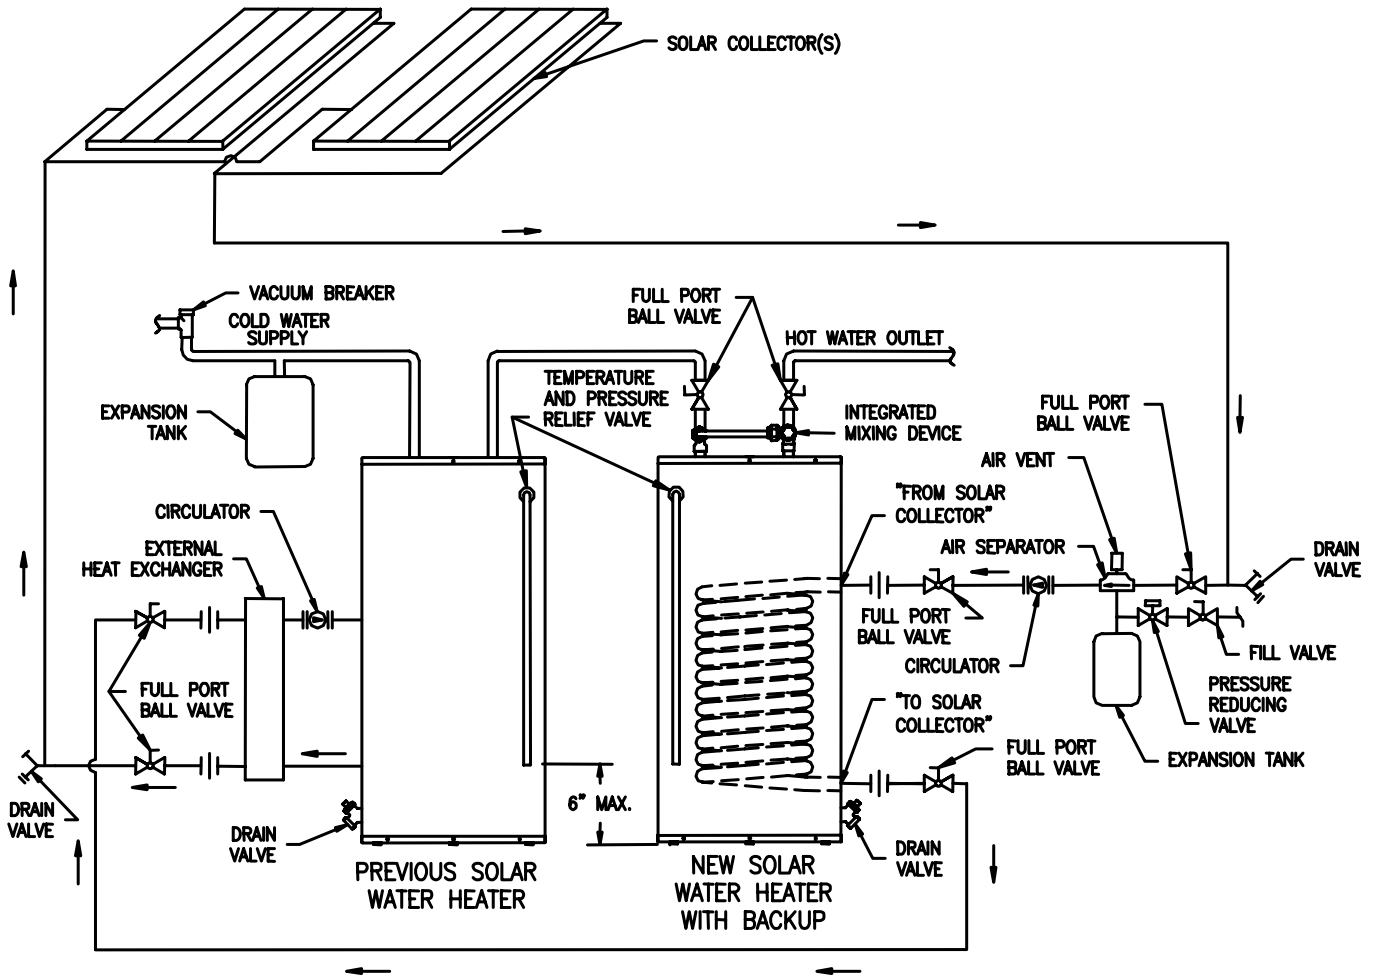 SOLAR COLLECTOR(S)
VACUUM BREAKER
COLD WATER
SUPPLY
FULL PORT
BALL VALVE
HOT WATER OUTLET
EXPANSION
TANK
TEMPERATURE
AND PRESSURE
RELIEF VALVE
INTEGRATED
MIXING DEVICE
FULL PORT
BALL VALVE
AIR VENT
"FROM SOLAR
COLLECTOR"
CIRCULATOR
EXTERNAL
HEAT EXCHANGER
AIR SEPARATOR
DRAIN
VALVE
FULL PORT
BALL VALVE
CIRCULATOR
FILL VALVE
FULL PORT
BALL VALVE
"TO SOLAR
COLLECTOR"
PRESSURE
REDUCING
VALVE
FULL PORT
BALL VALVE
EXPANSION TANK
6" MAX.
DRAIN
VALVE
DRAIN
VALVE
DRAIN
VALVE
PREVIOUS SOLAR
WATER HEATER
NEW SOLAR
WATER HEATER
WITH BACKUP